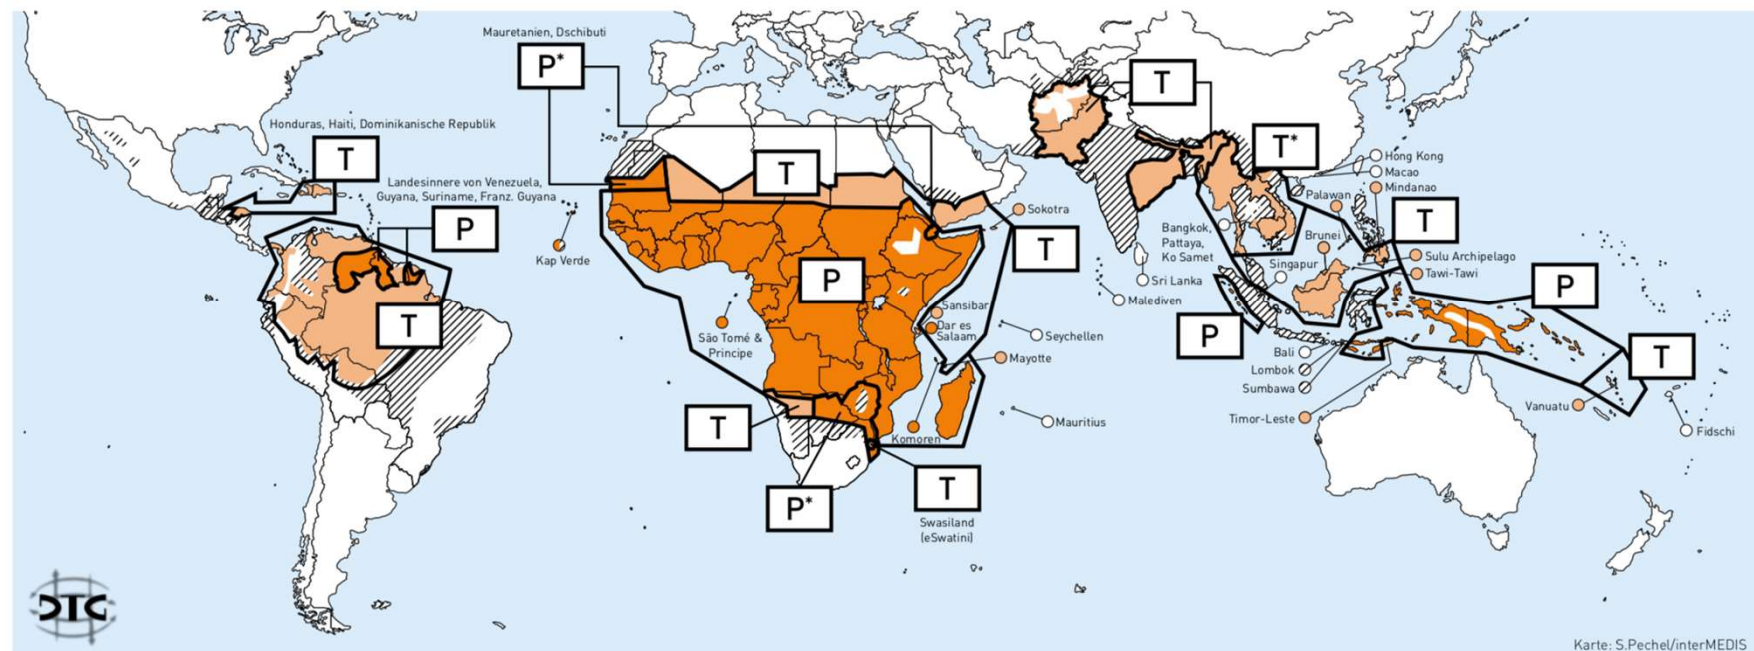 Mauretanien, Dschibuti
P*
Honduras, Haiti, Dominikanische Republik
T
Landesinnere von Venezuela,
Guyana, Suriname, Franz. Guyana
P
T
Kap Verde
T
P
São Tomé &
Principe
T
P*
T
Swasiland
(eSwatini)
Sokotra
T
Sansibar
Dar es
Salaam
Seychellen
Mayotte
Komoren
Mauritius
T
T*
Hong Kong
Macao
Mindanao
Palawan
T
Bangkok,
Pattaya,
Ko Samet
Brunei
Singapur
Sulu Archipelago
Tawi-Tawi
Sri Lanka
Malediven
P
P
Bali
Lombok
Sumbawa
Timor-Leste
T
Vanuatu
Fidschi
DTG
Karte: S.Pechel/interMEDIS